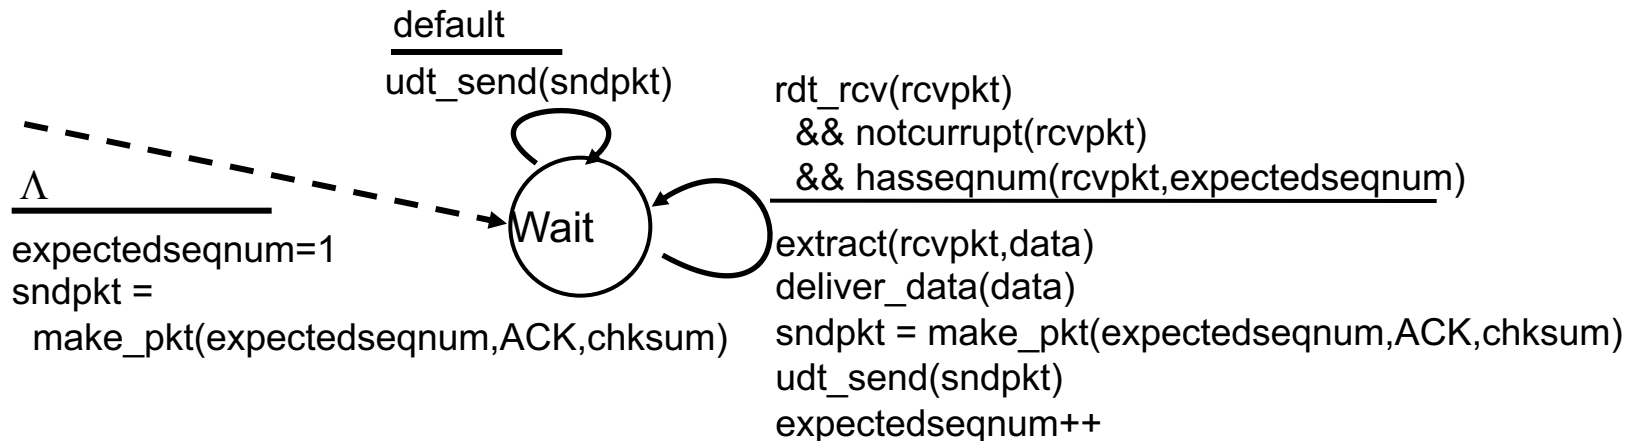 default
udt_send(sndpkt)
rdt_rcv(rcvpkt)
&& notcurrupt(rcvpkt)
&& hasseqnum(rcvpkt,expectedseqnum)
Λ
Wait
expectedseqnum=1
sndpkt =
make_pkt(expectedseqnum,ACK,chksum)
extract(rcvpkt,data)
deliver_data(data)
sndpkt = make_pkt(expectedseqnum,ACK,chksum)
udt_send(sndpkt)
expectedseqnum++